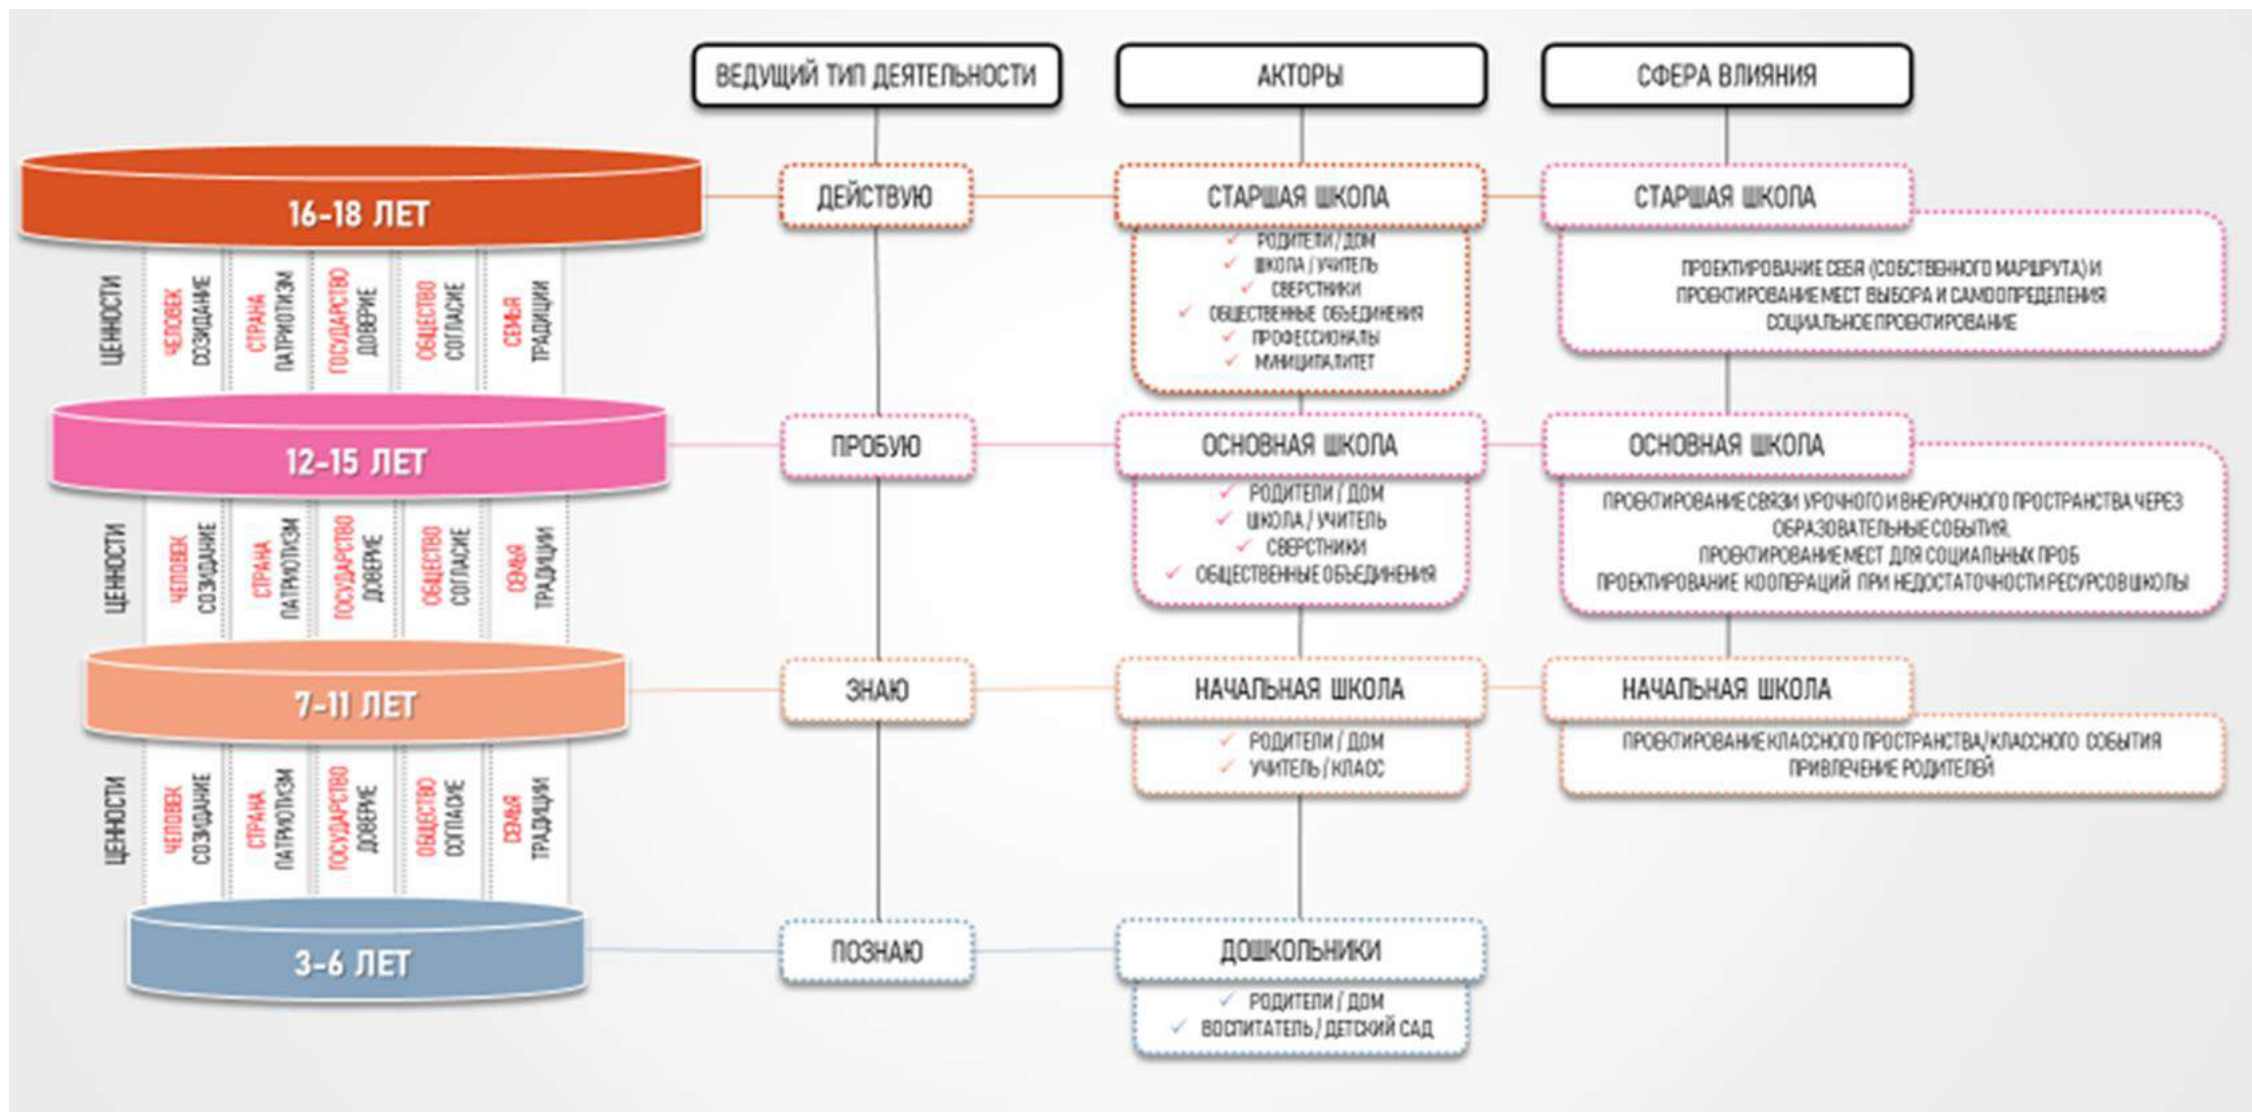 ВЕДУЩИЙ ТИП ДЕЯТЕЛЬНОСТИ
АКТОРЫ
СФЕРА ВЛИЯНИЯ
16-18 ЛЕТ
ДЕЙСТВУЮ
СТАРШАЯ ШКОЛА
РОДИТЕЛИ / ДОМ
ШКОЛА / УЧИТЕЛЬ
СВЕРСТНИКИ
ОБЩЕСТВЕННЫЕ ОБЪЕДИНЕНИЯ
ПРОФЕССИОНАЛЫ
МУНИЦИПАЛИТЕТ
СТАРШАЯ ШКОЛА
ПРОЕКТИРОВАНИЕ СЕБЯ (СОБСТВЕННОГО МАРШРУТА) И
ПРОЕКТИРОВАНИЕ МЕСТ ВЫБОРА И САМООПРЕДЕЛЕНИЯ
СОЦИАЛЬНОЕ ПРОЕКТИРОВАНИЕ
ЦЕННОСТИ
ЧЕЛОВЕК
СОЗИДАНИЕ
СТРАНА
ПАТРИОТИЗМ
ГОСУДАРСТВО
ДОВЕРИЕ
ОБЩЕСТВО
СОГЛАСИЕ
СЕМЬЯ
ТРАДИЦИИ
12-15 ЛЕТ
ПРОБУЮ
ОСНОВНАЯ ШКОЛА
РОДИТЕЛИ / ДОМ
ШКОЛА / УЧИТЕЛЬ
СВЕРСТНИКИ
ОБЩЕСТВЕННЫЕ ОБЪЕДИНЕНИЯ
ОСНОВНАЯ ШКОЛА
ПРОЕКТИРОВАНИЕ СВЯЗИ УРОЧНОГО И ВНЕУРОЧНОГО ПРОСТРАНСТВА ЧЕРЕЗ
ОБРАЗОВАТЕЛЬНЫЕ СОБЫТИЯ.
ПРОЕКТИРОВАНИЕ МЕСТ ДЛЯ СОЦИАЛЬНЫХ ПРОБ
ПРОЕКТИРОВАНИЕ КООПЕРАЦИЙ ПРИ НЕДОСТАТОЧНОСТИ РЕСУРСОВ ШКОЛЫ
ЦЕННОСТИ
ЧЕЛОВЕК
СОЗИДАНИЕ
СТРАНА
ПАТРИОТИЗМ
ГОСУДАРСТВО
ДОВЕРИЕ
ОБЩЕСТВО
СОГЛАСИЕ
СЕМЬЯ
ТРАДИЦИИ
7-11 ЛЕТ
ЗНАЮ
НАЧАЛЬНАЯ ШКОЛА
РОДИТЕЛИ / ДОМ
УЧИТЕЛЬ / КЛАСС
НАЧАЛЬНАЯ ШКОЛА
ПРОЕКТИРОВАНИЕ КЛАССНОГО ПРОСТРАНСТВА/КЛАССНОГО СОБЫТИЯ
ПРИВЛЕЧЕНИЕ РОДИТЕЛЕЙ
ЦЕННОСТИ
ЧЕЛОВЕК
СОЗИДАНИЕ
СТРАНА
ПАТРИОТИЗМ
ГОСУДАРСТВО
ДОВЕРИЕ
ОБЩЕСТВО
СОГЛАСИЕ
СЕМЬЯ
ТРАДИЦИИ
3-6 ЛЕТ
ПОЗНАЮ
ДОШКОЛЬНИКИ
РОДИТЕЛИ / ДОМ
ВОСПИТАТЕЛЬ / ДЕТСКИЙ САД